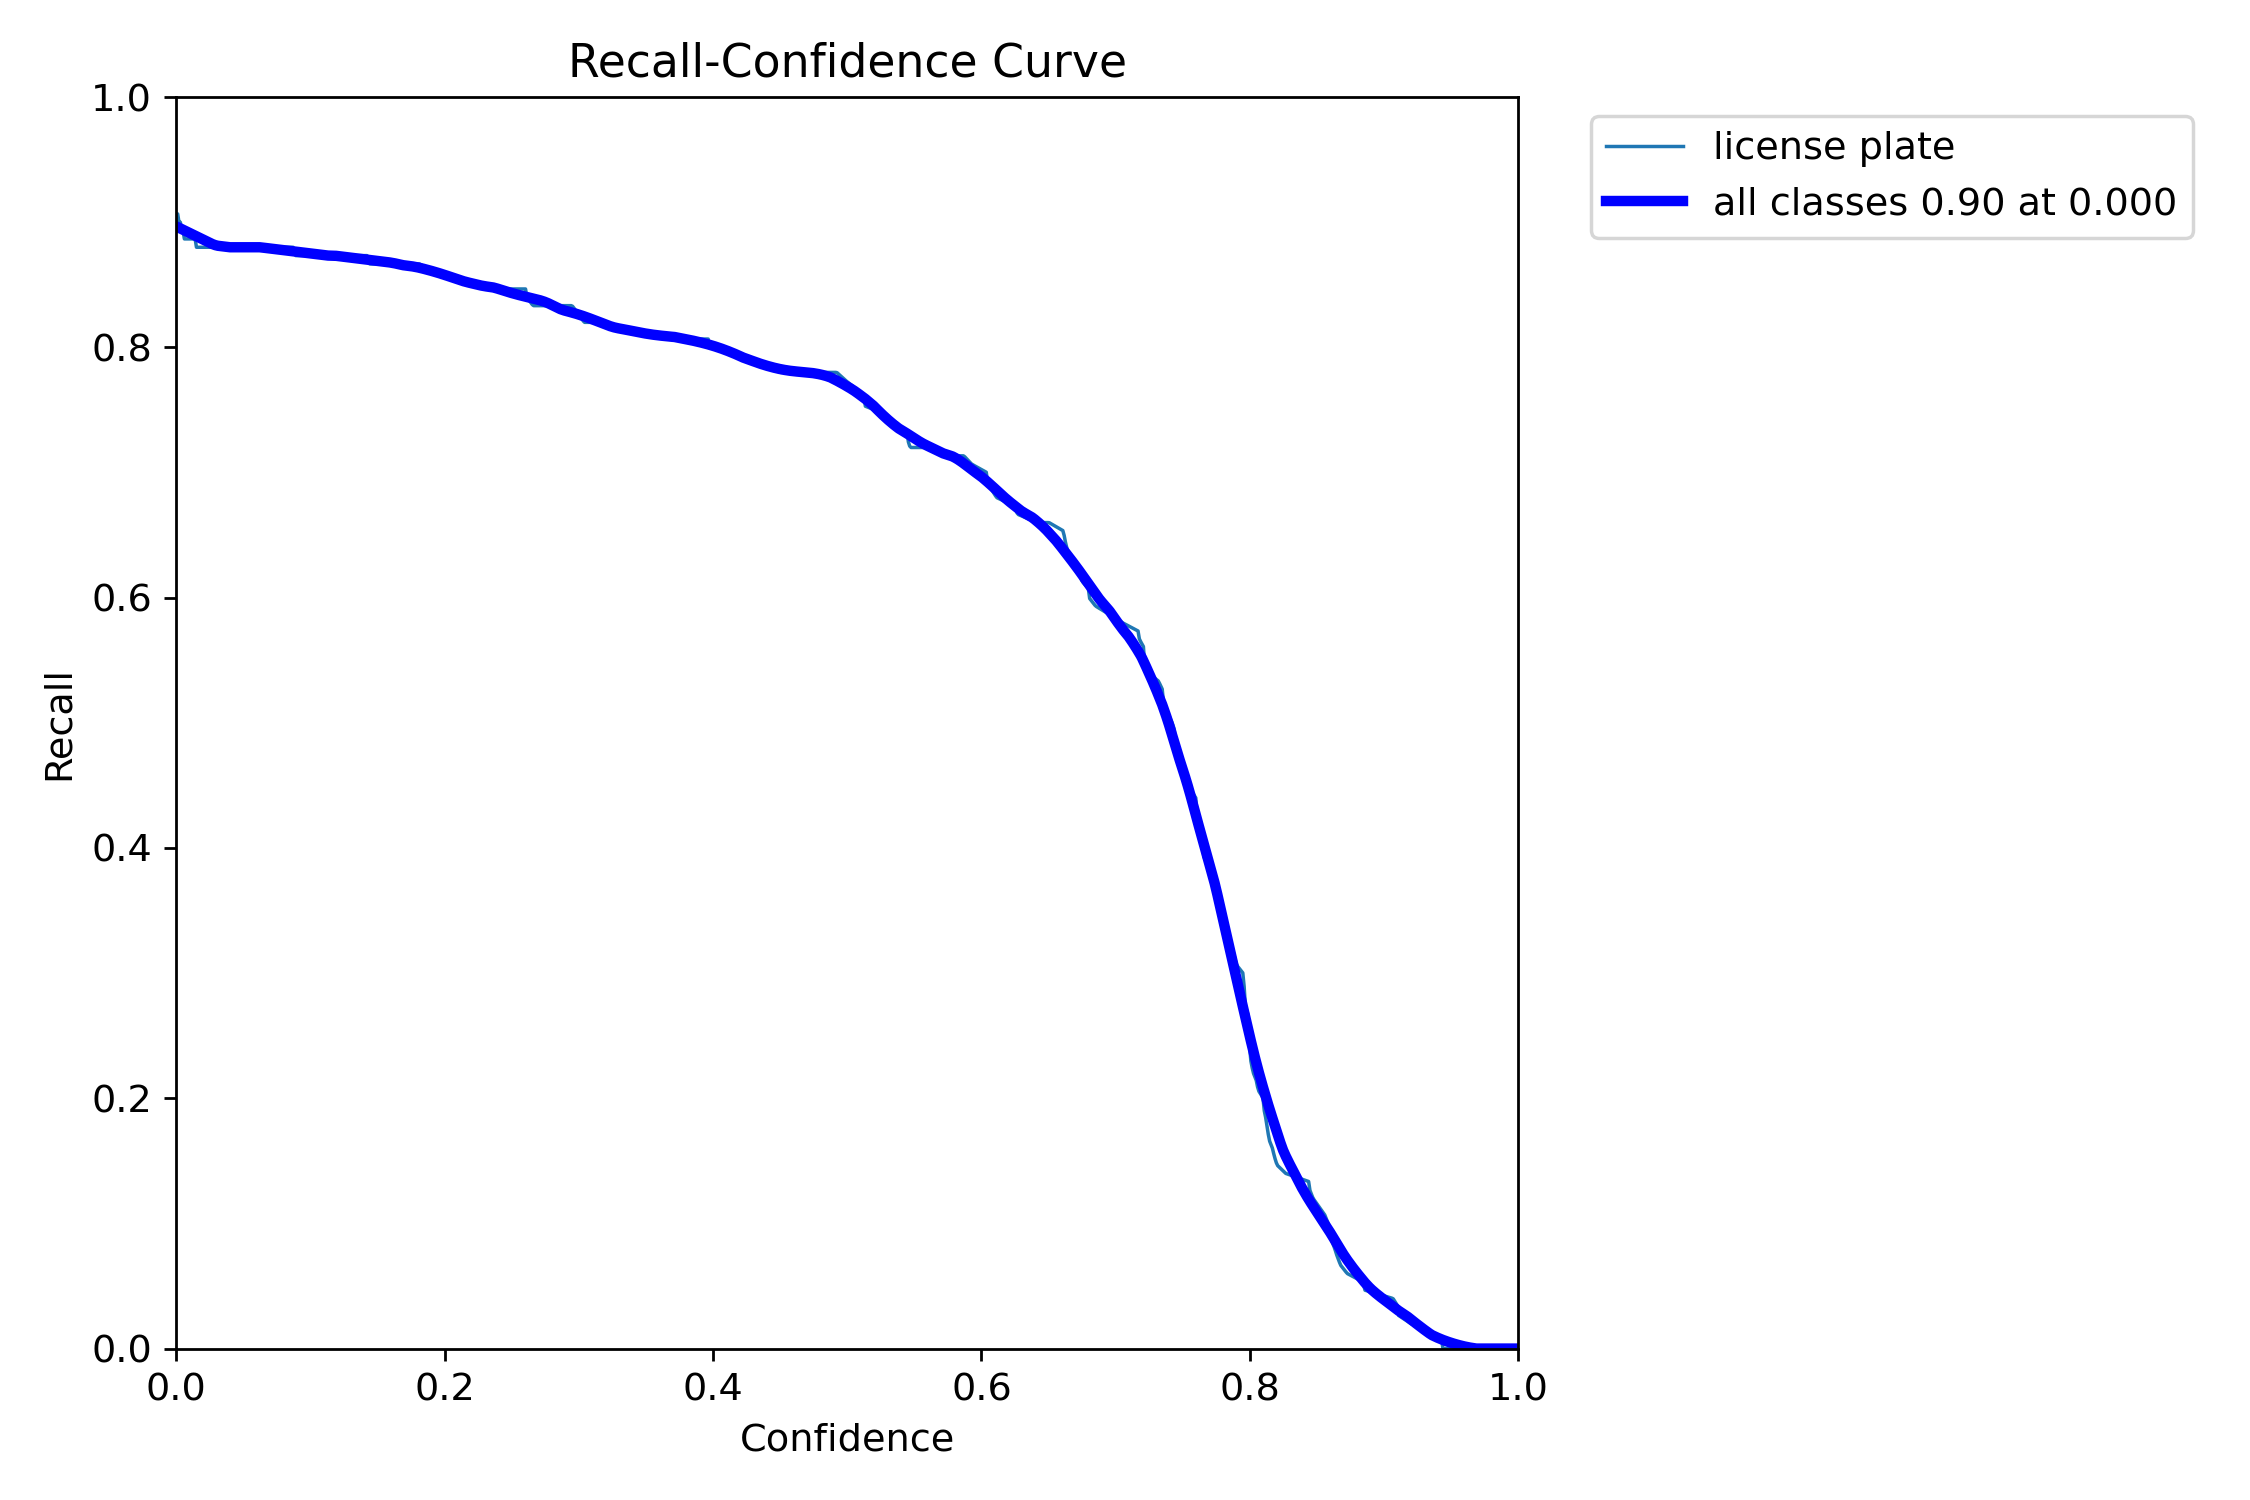 Recall-Confidence Curve
1.0
0.8
0.6
0.4
0.2
0.0
Recall
0.0 0.2 0.4 0.6 0.8 1.0
Confidence
license plate
all classes 0.90 at 0.000